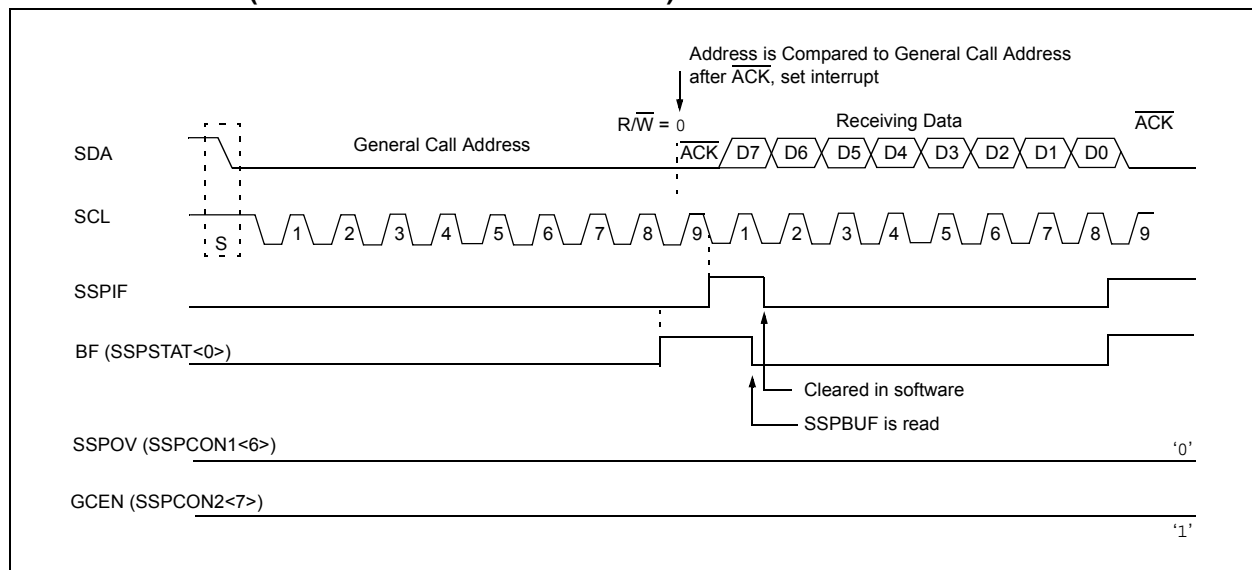 Address is Compared to General Call Address
after ACK, set interrupt
R/W = 0
Receiving Data
ACK
SDA
General Call Address
ACK
D7
D6
D5
D4
D3
D2
D1
D0
SCL
S
1
2
3
4
5
6
7
8
9
1
2
3
4
5
6
7
8
9
SSPIF
BF (SSPSTAT<0>)
Cleared in software
SSPBUF is read
SSPOV (SSPCON1<6>)
‘0’
GCEN (SSPCON2<7>)
‘1’